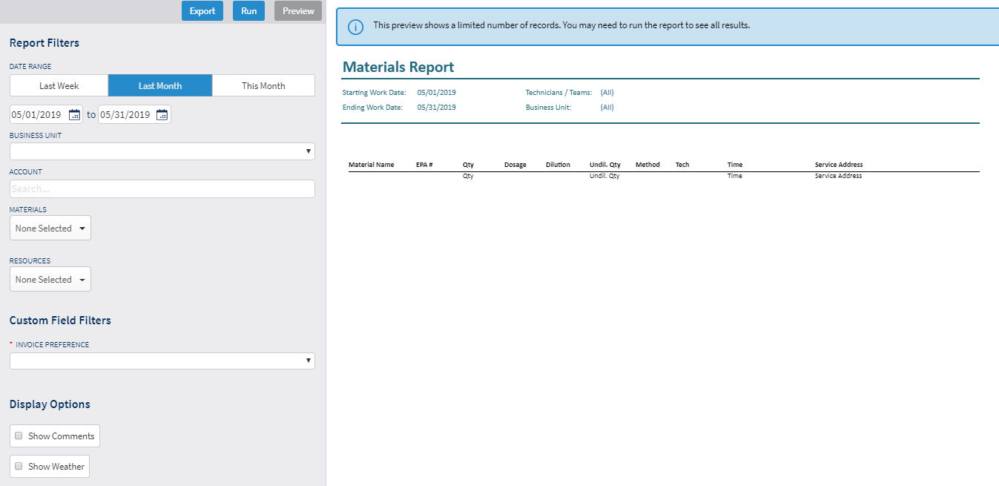 Export Run Preview
Report Filters
DATE RANGE
Last Week Last Month This Month
05/01/2019 to 05/31/2019
BUSINESS UNIT
ACCOUNT
Search...
MATERIALS
None Selected
RESOURCES
None Selected
Custom Field Filters
* INVOICE PREFERENCE
Display Options
Show Comments
Show Weather
This preview shows a limited number of records. You may need to run the report to see all results.
Materials Report
Starting Work Date: 05/01/2019 Technicians / Teams: (All)
Ending Work Date: 05/31/2019 Business Unit: (All)
Material Name EPA # Qty Dosage Dilution Undil. Qty Method Tech Time Service Address
Qty Undil. Qty Time Service Address